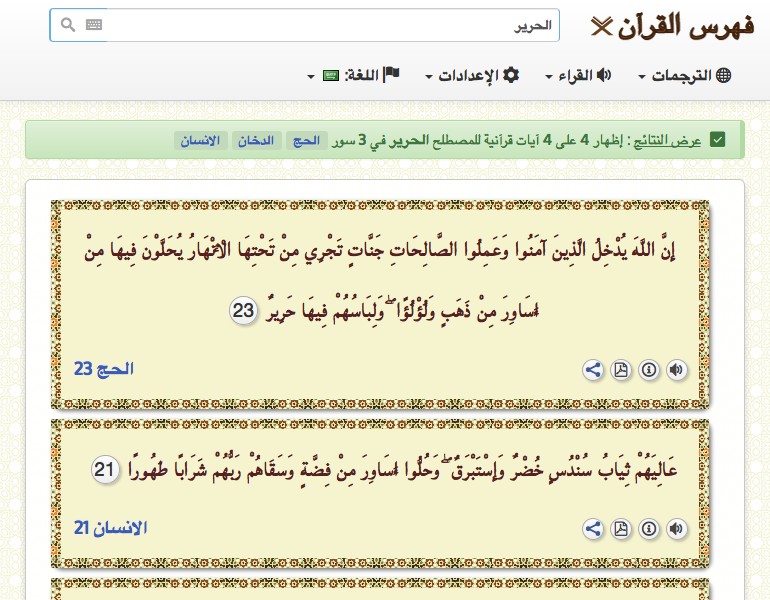 فهرس القرآن
الحرير
الترجمات
القراء
الإعدادات
اللغة:
عرض النتائج : إظهار 4 على 4 آيات قرآنية للمصطلح الحرير في 3 سور الحج الدخان الانسان
إِنَّ اللَّهَ يُدْخِلُ الَّذِينَ آمَنُوا وَعَمِلُوا الصَّالِحَاتِ جَنَّاتٍ تَجْرِي مِنْ تَحْتِهَا الْأَنْهَارُ يُحَلَّوْنَ فِيهَا مِنْ
أَسَاوِرَ مِنْ ذَهَبٍ وَلُؤْلُؤًا ۖ وَلِبَاسُهُمْ فِيهَا حَرِيرٌ 23
الحج 23
عَالِيَهُمْ ثِيَابُ سُنْدُسٍ خُضْرٌ وَإِسْتَبْرَقٌ ۖ وَحُلُّوا أَسَاوِرَ مِنْ فِضَّةٍ وَسَقَاهُمْ رَبُّهُمْ شَرَابًا طَهُورًا 21
الانسان 21